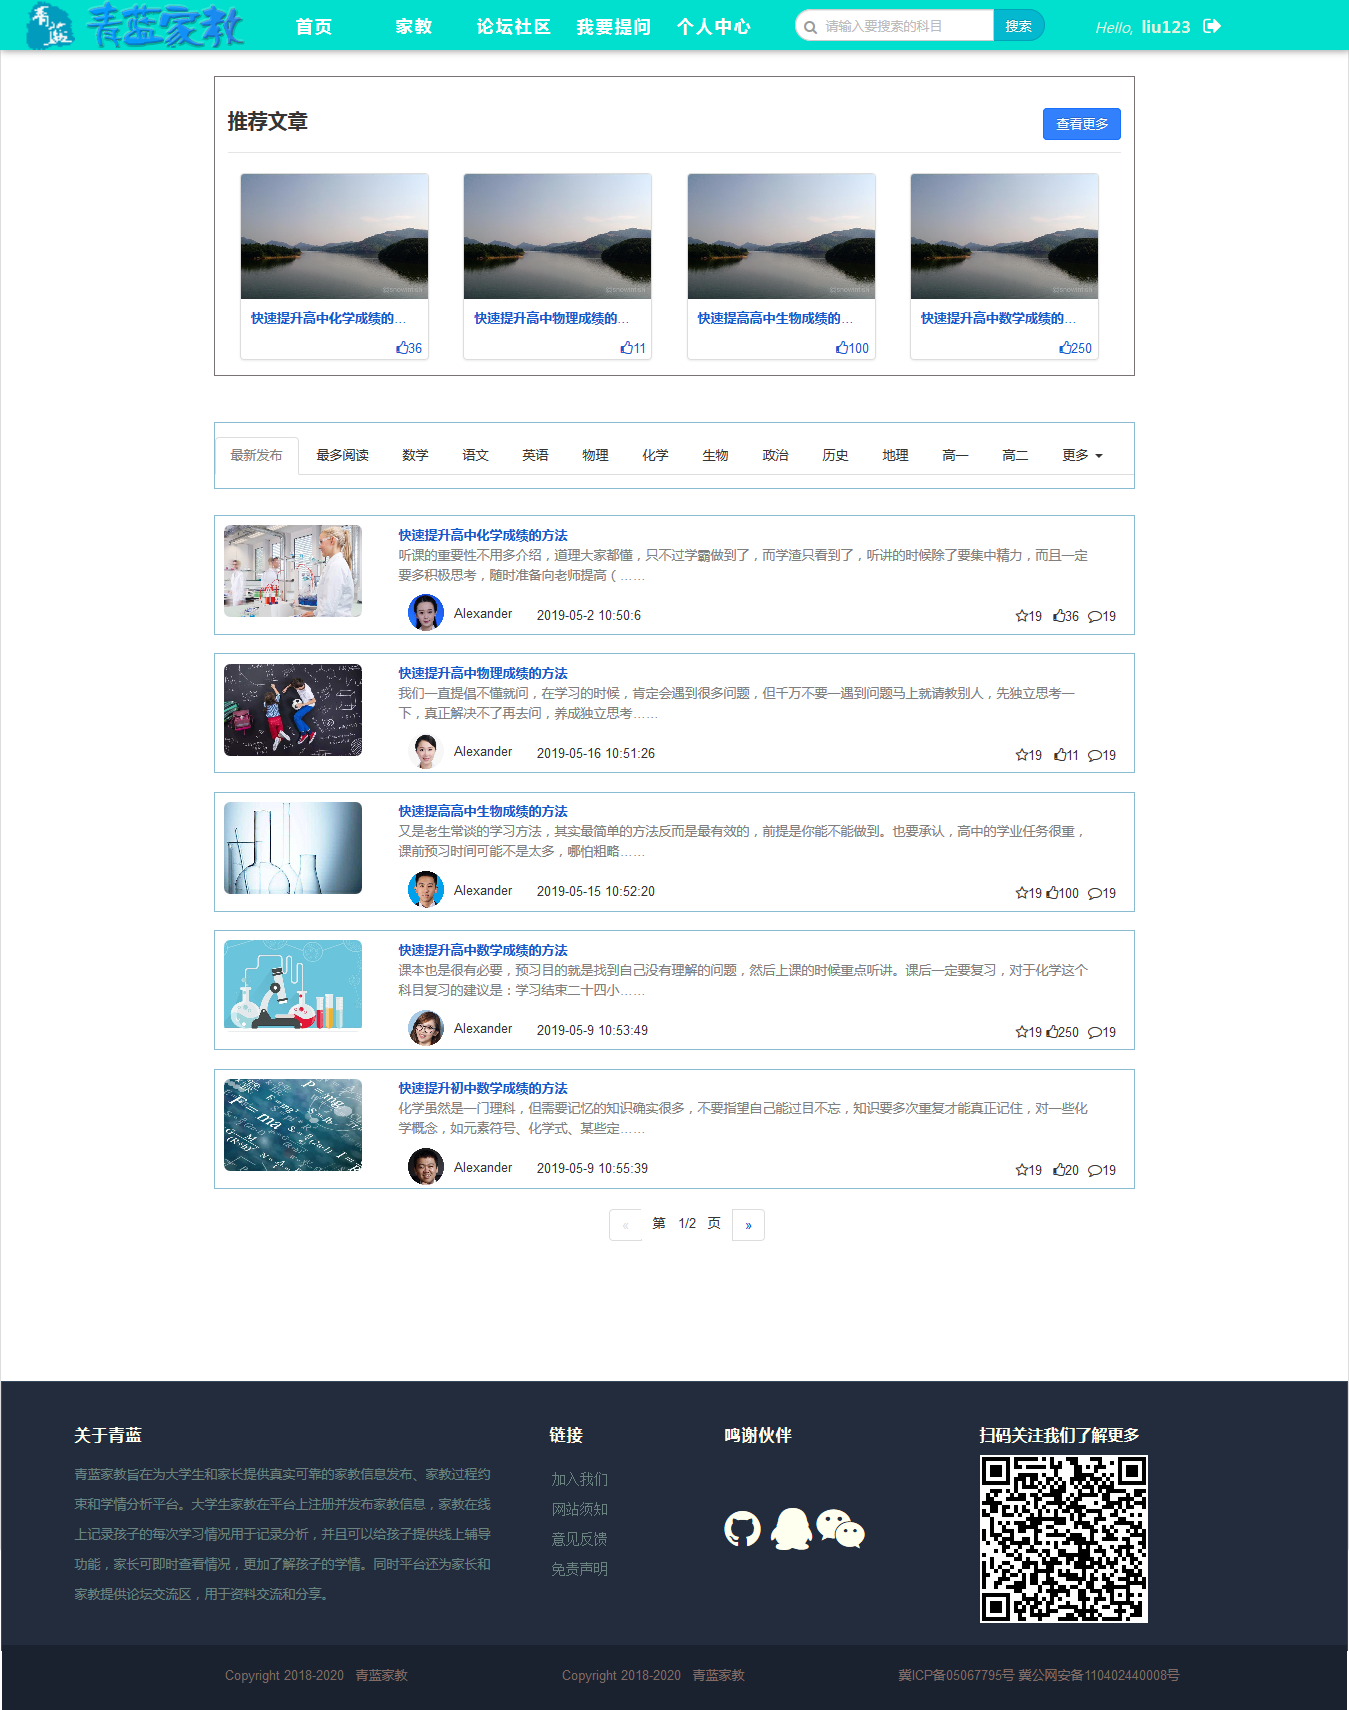 青蓝 青蓝家教 首页 家教 论坛社区 我要提问 个人中心 请输入要搜索的科目 搜索 Hello, liu123
推荐文章 查看更多
快速提升高中化学成绩的... 快速提升高中物理成绩的... 快速提高高中生物成绩的... 快速提升高中数学成绩的...
36 11 100 250
最新发布 最多阅读 数学 语文 英语 物理 化学 生物 政治 历史 地理 高一 高二 更多
快速提升高中化学成绩的方法
听课的重要性不用多介绍，道理大家都懂，只不过学霸做到了，而学渣只看到了，听讲的时候除了要集中精力，而且一定
要多积极思考，随时准备向老师提高（……
Alexander 2019-05-2 10:50:6 19 36 19
快速提升高中物理成绩的方法
我们一直提倡不懂就问，在学习的时候，肯定会遇到很多问题，但千万不要一遇到问题马上就请教别人，先独立思考一
下，真正解决不了再去问，养成独立思考……
Alexander 2019-05-16 10:51:26 19 11 19
快速提高高中生物成绩的方法
又是老生常谈的学习方法，其实最简单的方法反而是最有效的，前提是你能不能做到。也要承认，高中的学业任务很重，
课前预习时间可能不是太多，哪怕粗略……
Alexander 2019-05-15 10:52:20 19 100 19
快速提升高中数学成绩的方法
课本也是很有必要，预习目的就是找到自己没有理解的问题，然后上课的时候重点听讲。课后一定要复习，对于化学这个
科目复习的建议是：学习结束二十四小……
Alexander 2019-05-9 10:53:49 19 250 19
快速提升初中数学成绩的方法
化学虽然是一门理科，但需要记忆的知识确实很多，不要指望自己能过目不忘，知识要多次重复才能真正记住，对一些化
学概念，如元素符号、化学式、某些定……
Alexander 2019-05-9 10:55:39 19 20 19
« 第 1/2 页 »
关于青蓝 链接 鸣谢伙伴 扫码关注我们了解更多
青蓝家教旨在为大学生和家长提供真实可靠的家教信息发布、家教过程约
束和学情分析平台。大学生家教在平台上注册并发布家教信息，家教在线
上记录孩子的每次学习情况用于记录分析，并且可以给孩子提供线上辅导
功能，家长可即时查看情况，更加了解孩子的学情。同时平台还为家长和
家教提供论坛交流区，用于资料交流和分享。
加入我们
网站须知
意见反馈
免责声明
Copyright 2018-2020 青蓝家教 Copyright 2018-2020 青蓝家教 冀ICP备05067795号 冀公网安备110402440008号